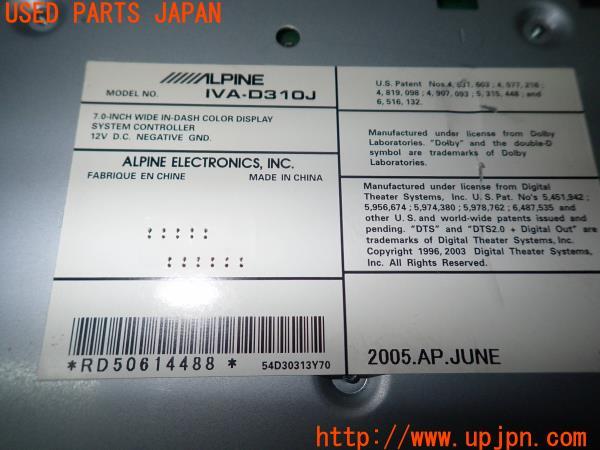 USED PARTS JAPAN
ALPINE
MODEL NO. IVA-D310J
7.0-INCH WIDE IN-DASH COLOR DISPLAY
SYSTEM CONTROLLER
12V D.C. NEGATIVE GND.
ALPINE ELECTRONICS, INC.
FABRIQUE EN CHINE MADE IN CHINA
*RD50614488*
54D30313Y70
U.S. Patent Nos.4, 031, 603 ; 4, 577, 216 ;
4, 819, 098 ; 4, 907, 093 ; 5, 315, 448 ; and
6, 516, 132.
Manufactured under license from Dolby
Laboratories. "Dolby" and the double-D
symbol are trademarks of Dolby
Laboratories.
Manufactured under license from Digital
Theater Systems, Inc. U.S. Pat. No's 5,451,942 ;
5,956,674 ; 5,974,380 ; 5,978,762 ; 6,487,535 and
other U.S. and world-wide patents issued and
pending. "DTS" and "DTS2.0 + Digital Out" are
trademarks of Digital Theater Systems, Inc.
Copyright 1996, 2003 Digital Theater Systems,
Inc. All Rights Reserved.
2005.AP.JUNE
http://www.upjpn.com/